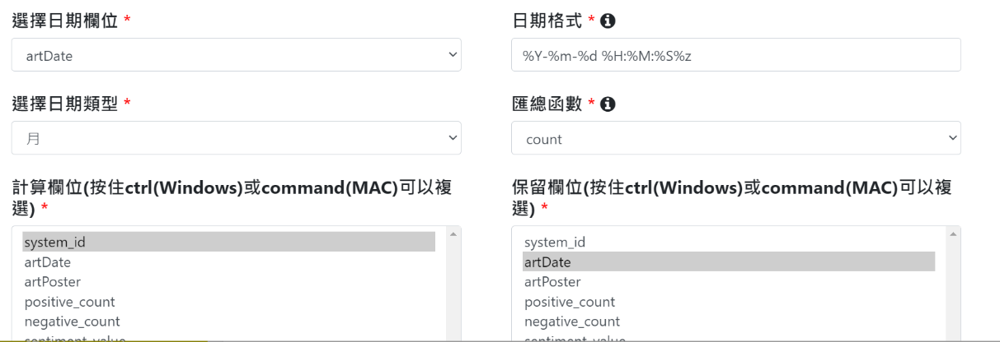 選擇日期欄位 *
artDate
日期格式 *
%Y-%m-%d %H:%M:%S%z
選擇日期類型 *
月
匯總函數 *
count
計算欄位(按住ctrl(Windows)或command(MAC)可以複
選) *
system_id
artDate
artPoster
positive_count
negative_count
sentiment_value
保留欄位(按住ctrl(Windows)或command(MAC)可以複
選) *
system_id
artDate
artPoster
positive_count
negative_count
sentiment_value